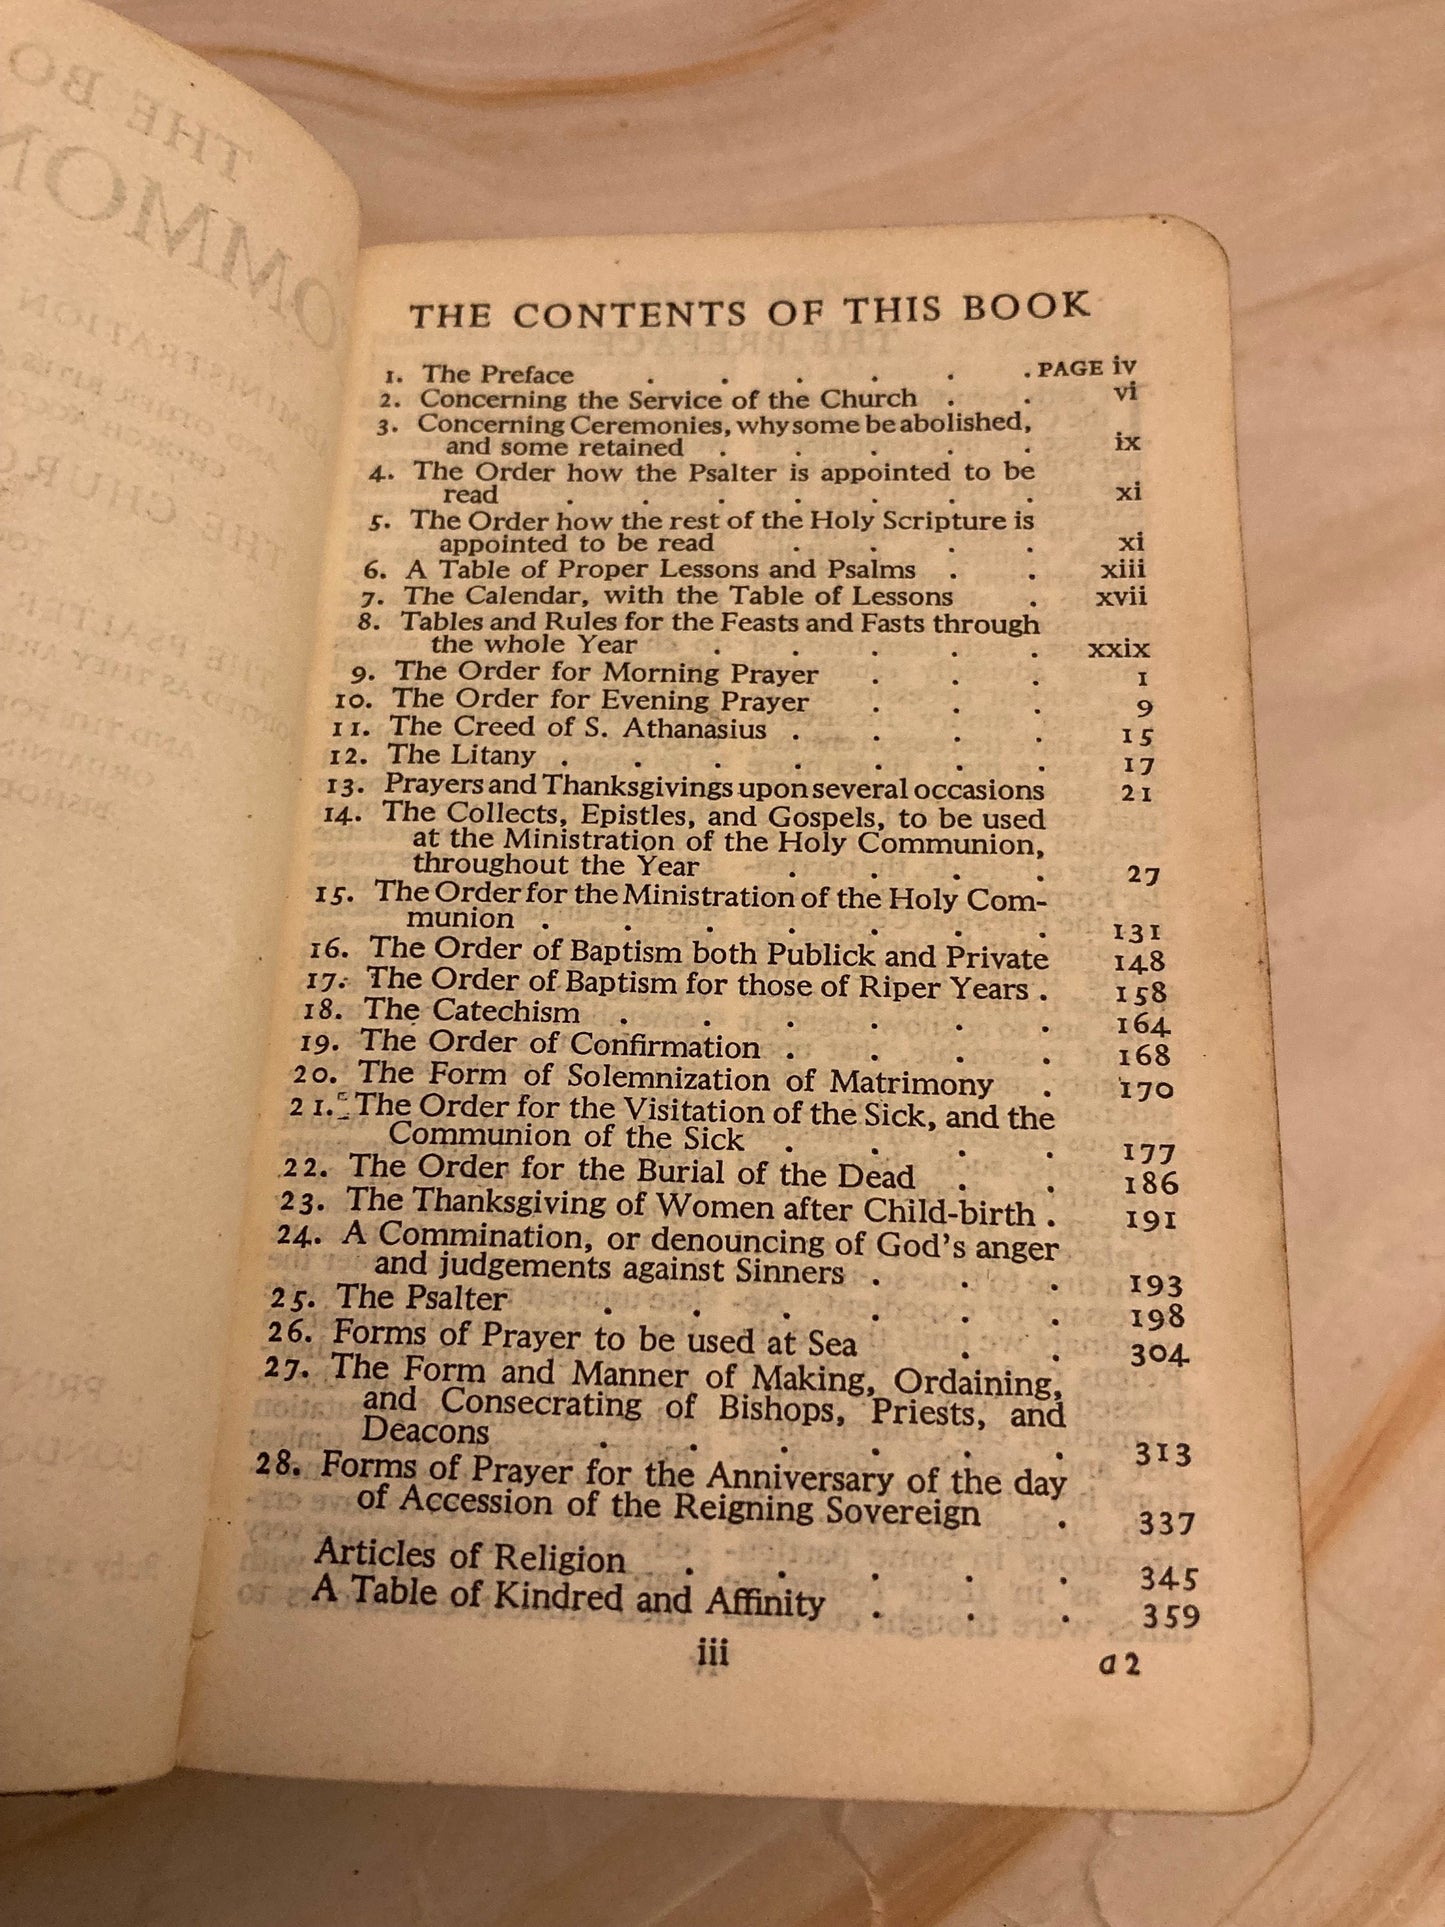 THE CONTENTS OF THIS BOOK
1. The Preface . . . . . . PAGE iv
2. Concerning the Service of the Church . . vi
3. Concerning Ceremonies, why some be abolished,
and some retained . . . . . ix
4. The Order how the Psalter is appointed to be
read . . . . . . . xi
5. The Order how the rest of the Holy Scripture is
appointed to be read . . . . xi
6. A Table of Proper Lessons and Psalms . . xiii
7. The Calendar, with the Table of Lessons . xvii
8. Tables and Rules for the Feasts and Fasts through
the whole Year . . . . . xxix
9. The Order for Morning Prayer . . . 1
10. The Order for Evening Prayer . . . 9
11. The Creed of S. Athanasius . . . . 15
12. The Litany . . . . . . . 17
13. Prayers and Thanksgivings upon several occasions 21
14. The Collects, Epistles, and Gospels, to be used
at the Ministration of the Holy Communion,
throughout the Year . . . . 27
15. The Order for the Ministration of the Holy Com-
munion . . . . . . . 131
16. The Order of Baptism both Publick and Private 148
17. The Order of Baptism for those of Riper Years . 158
18. The Catechism . . . . . . 164
19. The Order of Confirmation . . . . 168
20. The Form of Solemnization of Matrimony . 170
21. The Order for the Visitation of the Sick, and the
Communion of the Sick . . . . 177
22. The Order for the Burial of the Dead . . 186
23. The Thanksgiving of Women after Child-birth . 191
24. A Commination, or denouncing of God's anger
and judgements against Sinners . . . 193
25. The Psalter . . . . . . 198
26. Forms of Prayer to be used at Sea . . 304
27. The Form and Manner of Making, Ordaining,
and Consecrating of Bishops, Priests, and
Deacons . . . . . . 313
28. Forms of Prayer for the Anniversary of the day
of Accession of the Reigning Sovereign . 337
Articles of Religion . . . . . 345
A Table of Kindred and Affinity . . . 359
iii
a 2